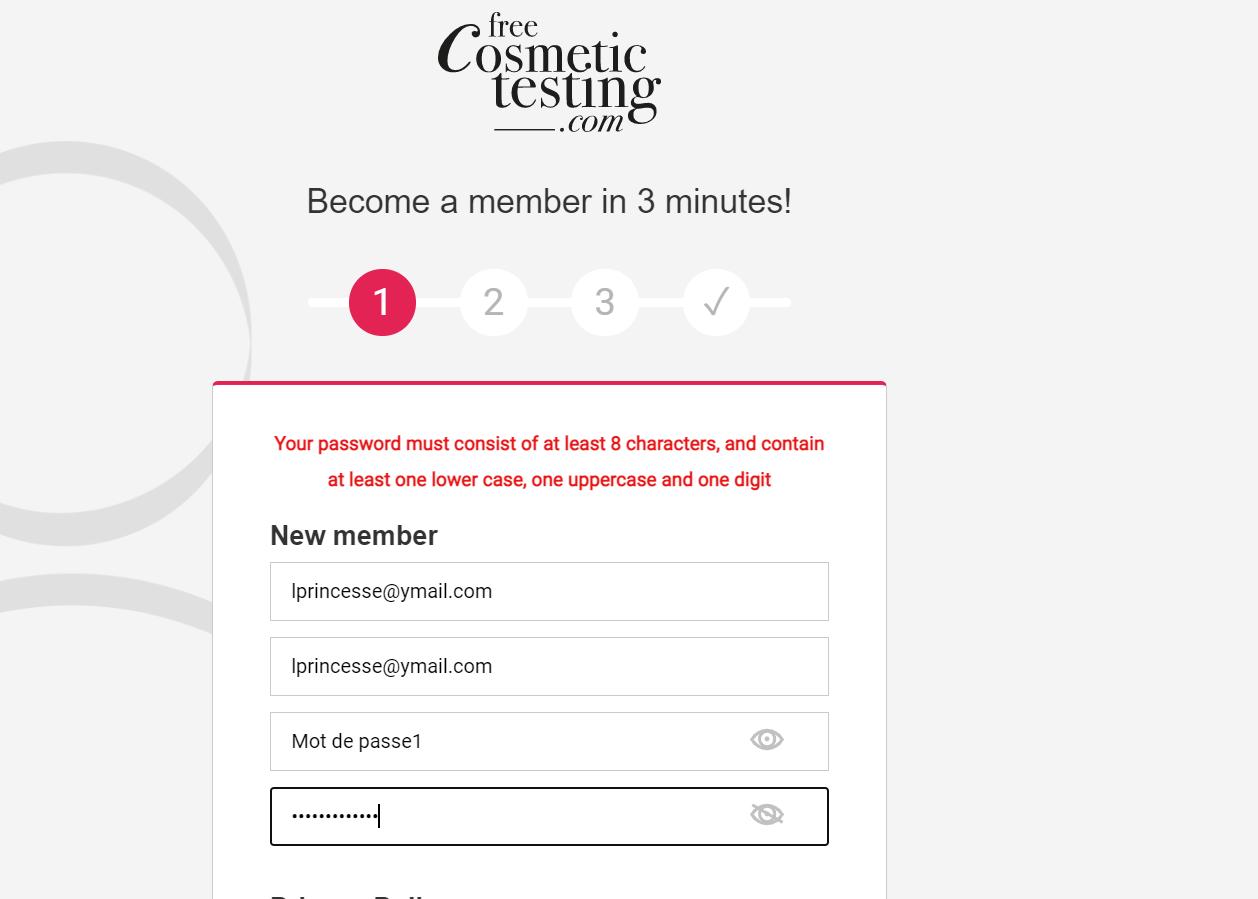 free
Cosmetic
testing
.com
Become a member in 3 minutes!
1 2 3 ✓
Your password must consist of at least 8 characters, and contain
at least one lower case, one uppercase and one digit
New member
lprincesse@ymail.com
lprincesse@ymail.com
Mot de passe1
•••••••••••••